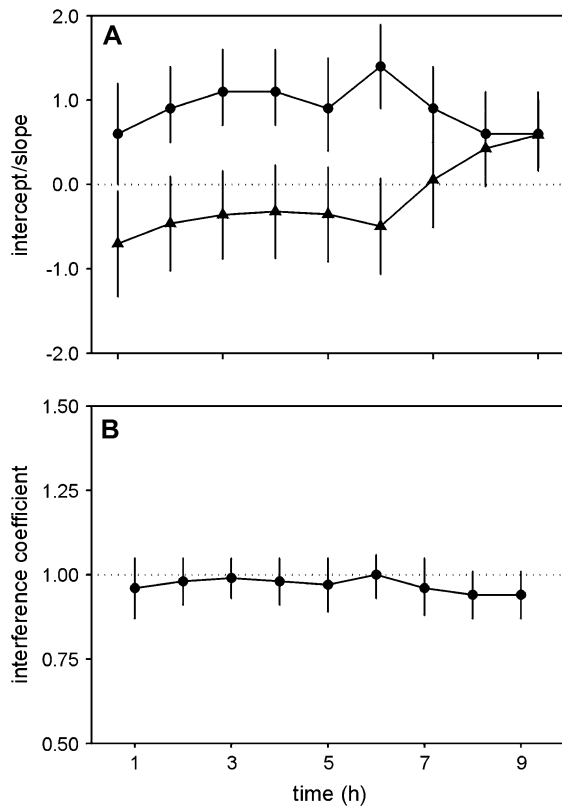 A
2.0
1.0
0.0
-1.0
-2.0
intercept/slope
B
1.50
1.25
1.00
0.75
0.50
interference coefficient
1 3 5 7 9
time (h)